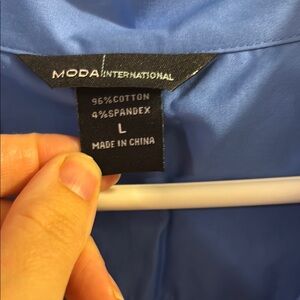 MODA INTERNATIONAL
96%COTTON
4%SPANDEX
L
MADE IN CHINA